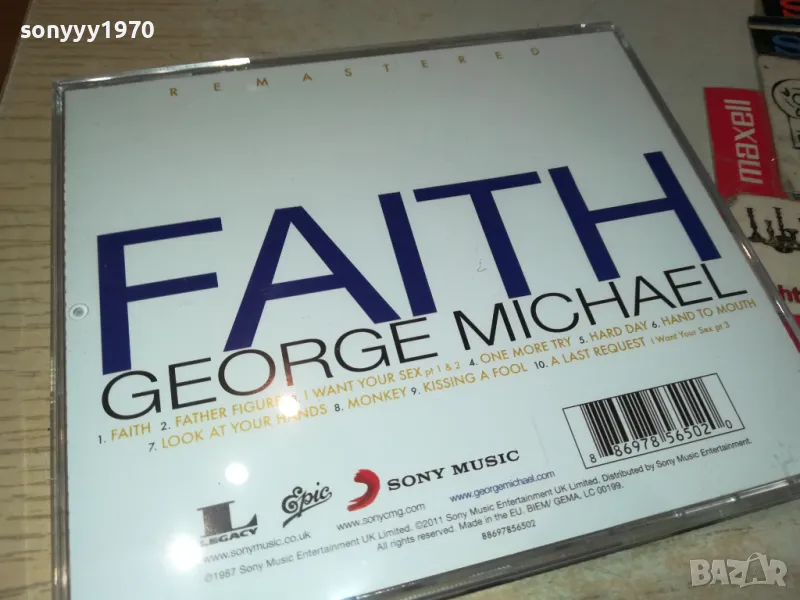 sonyyy1970
REMASTERED
FAITH
GEORGE MICHAEL
1. FAITH 2. FATHER FIGURE 3. I WANT YOUR SEX pt 1 & 2 4. ONE MORE TRY 5. HARD DAY 6. HAND TO MOUTH
7. LOOK AT YOUR HANDS 8. MONKEY 9. KISSING A FOOL 10. A LAST REQUEST I Want Your Sex pt 3
8 86978 56502 0
L
LEGACY
Epic
SONY MUSIC
www.sonymusic.co.uk www.sonycmg.com www.georgemichael.com
©1987 Sony Music Entertainment UK Limited. ©2011 Sony Music Entertainment UK Limited. Distributed by Sony Music Entertainment.
All rights reserved. Made in the EU. BIEM/ GEMA. LC 00199.
88697856502
maxell
BAZAR
bg